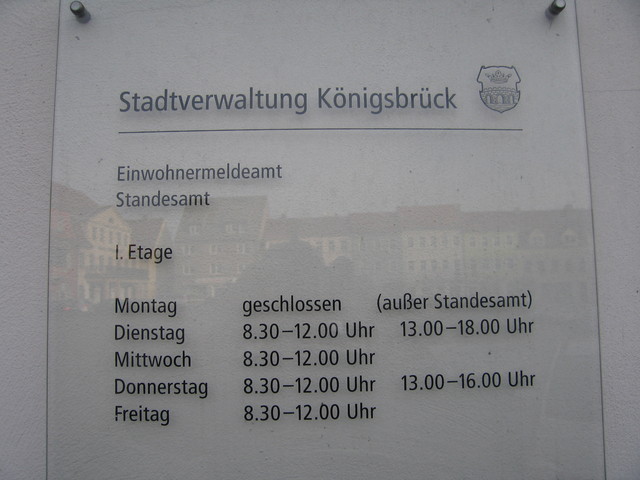 Stadtverwaltung Königsbrück
Einwohnermeldeamt
Standesamt
I. Etage
Montag geschlossen (außer Standesamt)
Dienstag 8.30–12.00 Uhr 13.00–18.00 Uhr
Mittwoch 8.30–12.00 Uhr
Donnerstag 8.30–12.00 Uhr 13.00–16.00 Uhr
Freitag 8.30–12.00 Uhr